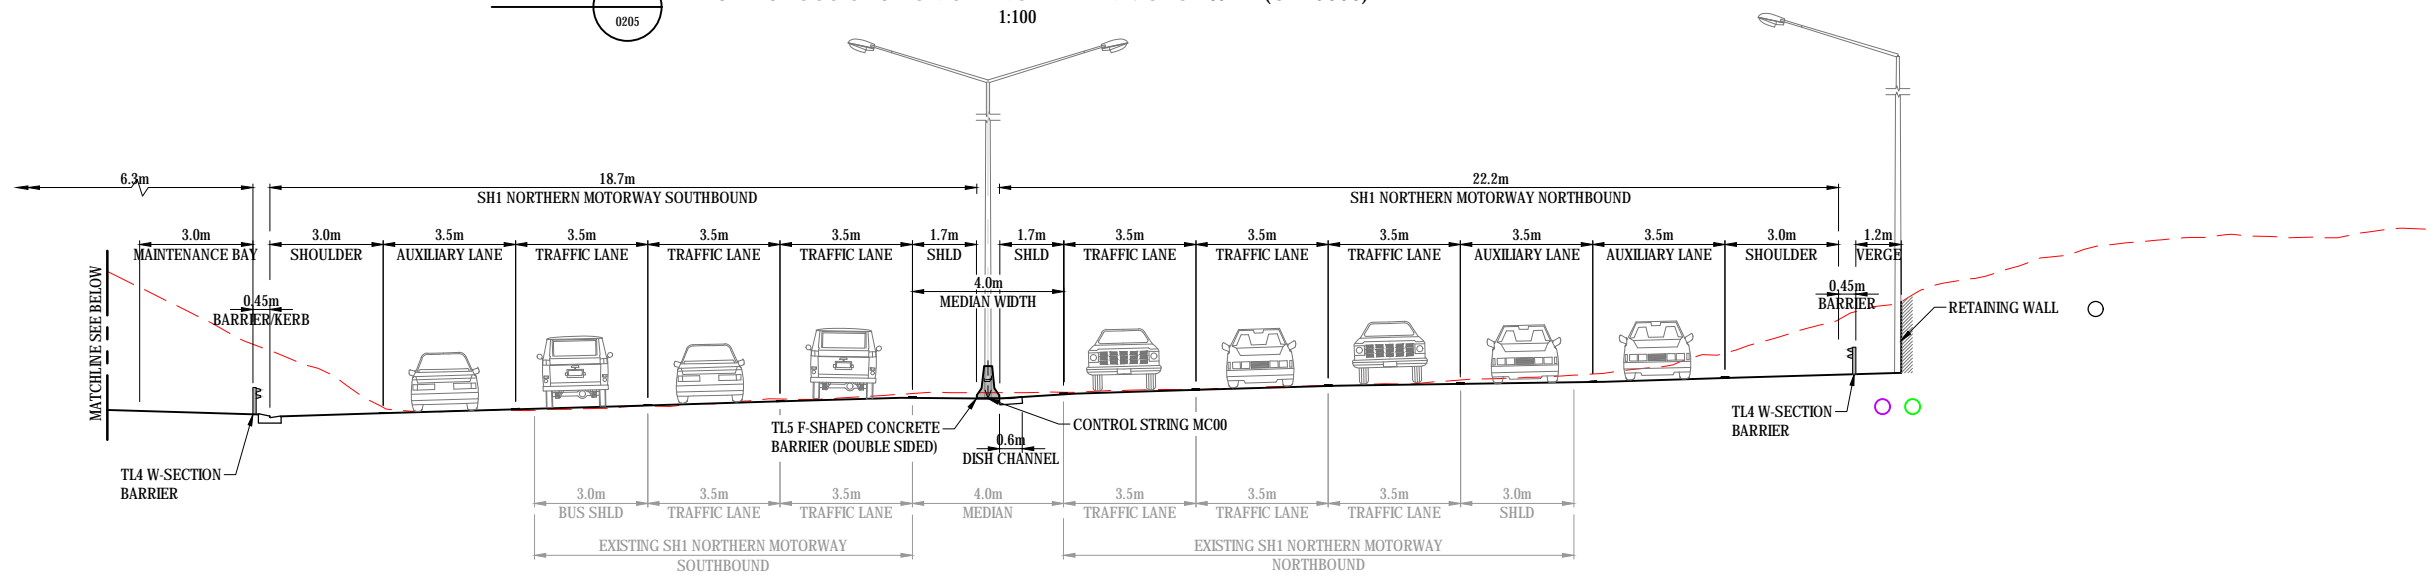 0205
1:100
6.3m
18.7m
SH1 NORTHERN MOTORWAY SOUTHBOUND
22.2m
SH1 NORTHERN MOTORWAY NORTHBOUND
3.0m
MAINTENANCE BAY
3.0m
SHOULDER
3.5m
AUXILIARY LANE
3.5m
TRAFFIC LANE
3.5m
TRAFFIC LANE
3.5m
TRAFFIC LANE
1.7m
SHLD
1.7m
SHLD
3.5m
TRAFFIC LANE
3.5m
TRAFFIC LANE
3.5m
TRAFFIC LANE
3.5m
AUXILIARY LANE
3.5m
AUXILIARY LANE
3.0m
SHOULDER
1.2m
VERGE
4.0m
MEDIAN WIDTH
MATCHLINE SEE BELOW
0.45m
BARRIER/KERB
0.45m
BARRIER
RETAINING WALL
TL4 W-SECTION
BARRIER
TL5 F-SHAPED CONCRETE
BARRIER (DOUBLE SIDED)
CONTROL STRING MC00
0.6m
DISH CHANNEL
TL4 W-SECTION
BARRIER
3.0m
BUS SHLD
3.5m
TRAFFIC LANE
3.5m
TRAFFIC LANE
4.0m
MEDIAN
3.5m
TRAFFIC LANE
3.5m
TRAFFIC LANE
3.5m
TRAFFIC LANE
3.0m
SHLD
EXISTING SH1 NORTHERN MOTORWAY
SOUTHBOUND
EXISTING SH1 NORTHERN MOTORWAY
NORTHBOUND